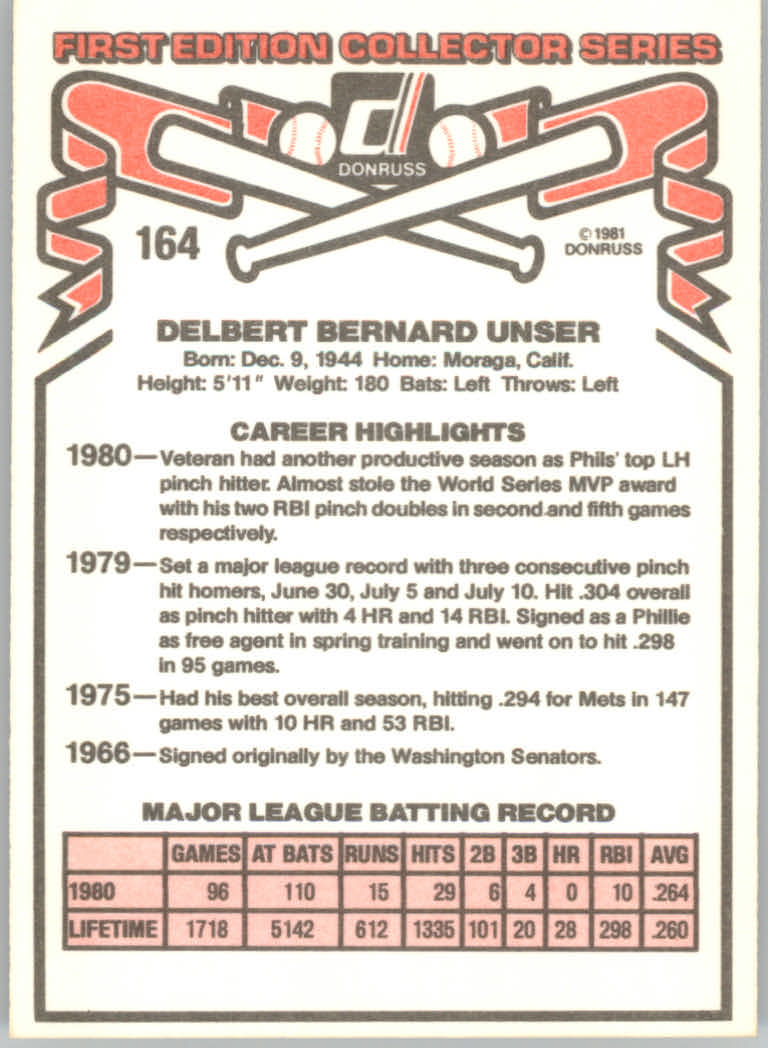 FIRST EDITION COLLECTOR SERIES
d
DONRUSS
164
©1981
DONRUSS
DELBERT BERNARD UNSER
Born: Dec. 9, 1944 Home: Moraga, Calif.
Height: 5'11" Weight: 180 Bats: Left Throws: Left
CAREER HIGHLIGHTS
1980—Veteran had another productive season as Phils' top LH
pinch hitter. Almost stole the World Series MVP award
with his two RBI pinch doubles in second and fifth games
respectively.
1979—Set a major league record with three consecutive pinch
hit homers, June 30, July 5 and July 10. Hit .304 overall
as pinch hitter with 4 HR and 14 RBI. Signed as a Phillie
as free agent in spring training and went on to hit .298
in 95 games.
1975—Had his best overall season, hitting .294 for Mets in 147
games with 10 HR and 53 RBI.
1966—Signed originally by the Washington Senators.
MAJOR LEAGUE BATTING RECORD
GAMES AT BATS RUNS HITS 2B 3B HR RBI AVG
1980 96 110 15 29 6 4 0 10 .264
LIFETIME 1718 5142 612 1335 101 20 28 298 .260